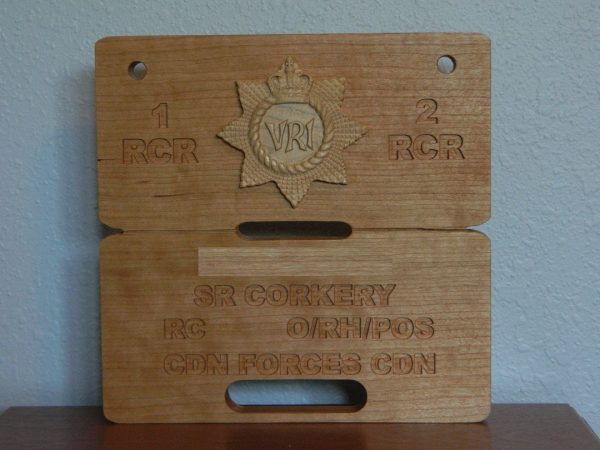 1
RCR
VRI
2
RCR
SR CORKERY
RC O/RH/POS
CDN FORCES CDN